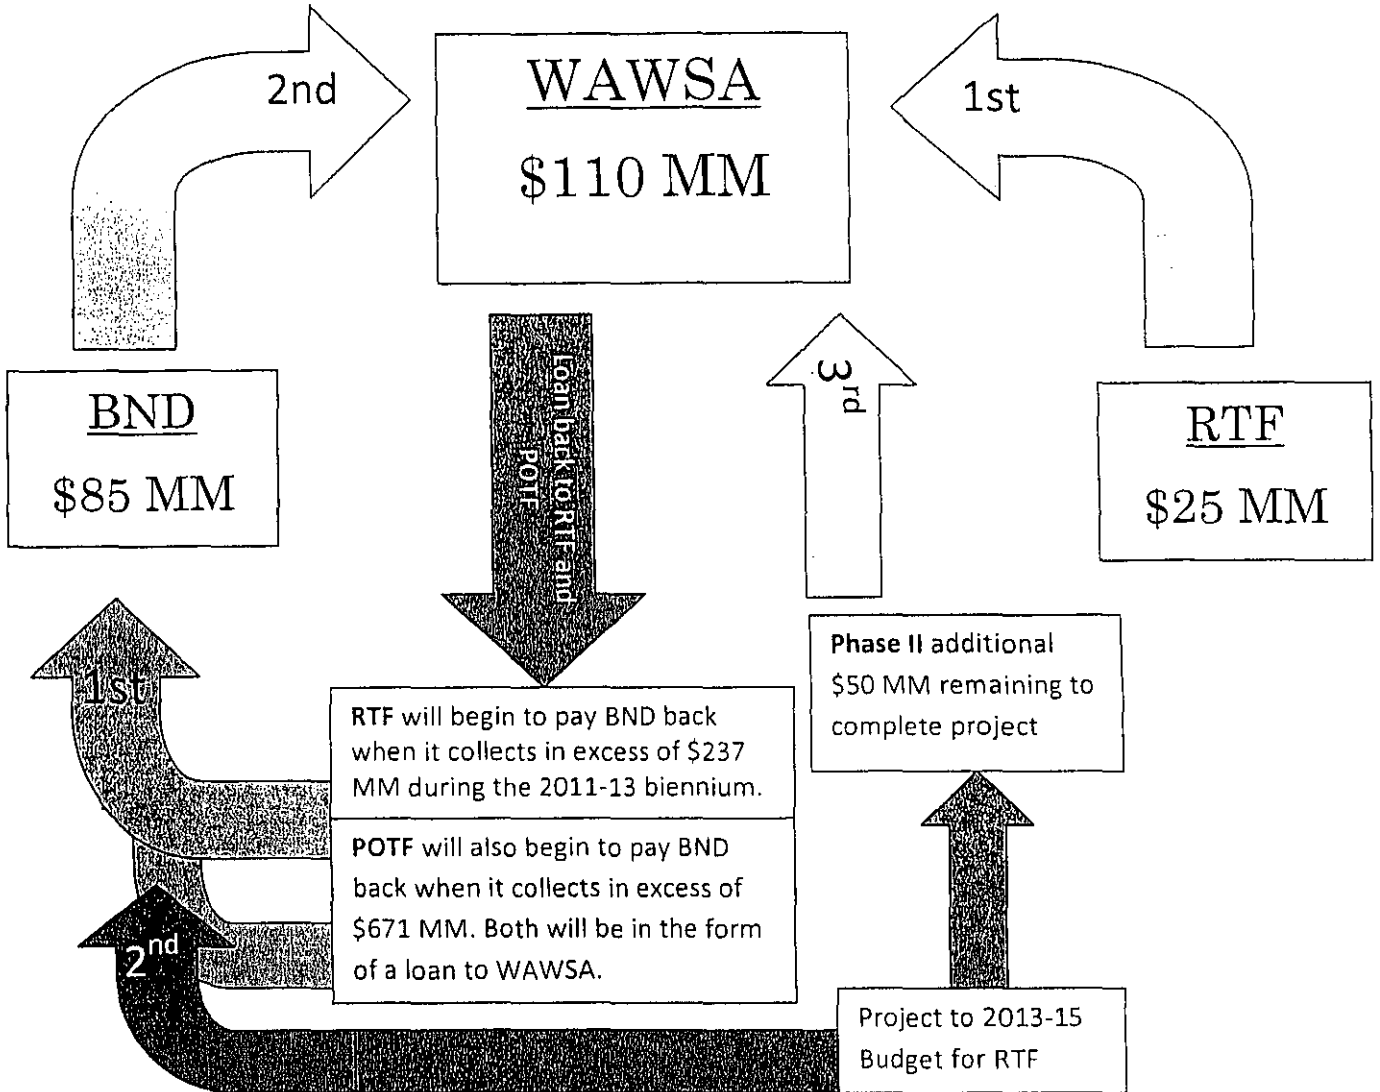 2nd
WAWSA
$110 MM
1st
BND
$85 MM
Loan back to RTF and
POTF
3rd
RTF
$25 MM
1st
RTF will begin to pay BND back
when it collects in excess of $237
MM during the 2011-13 biennium.
POTF will also begin to pay BND
back when it collects in excess of
$671 MM. Both will be in the form
of a loan to WAWSA.
Phase II additional
$50 MM remaining to
complete project
2nd
Project to 2013-15
Budget for RTF